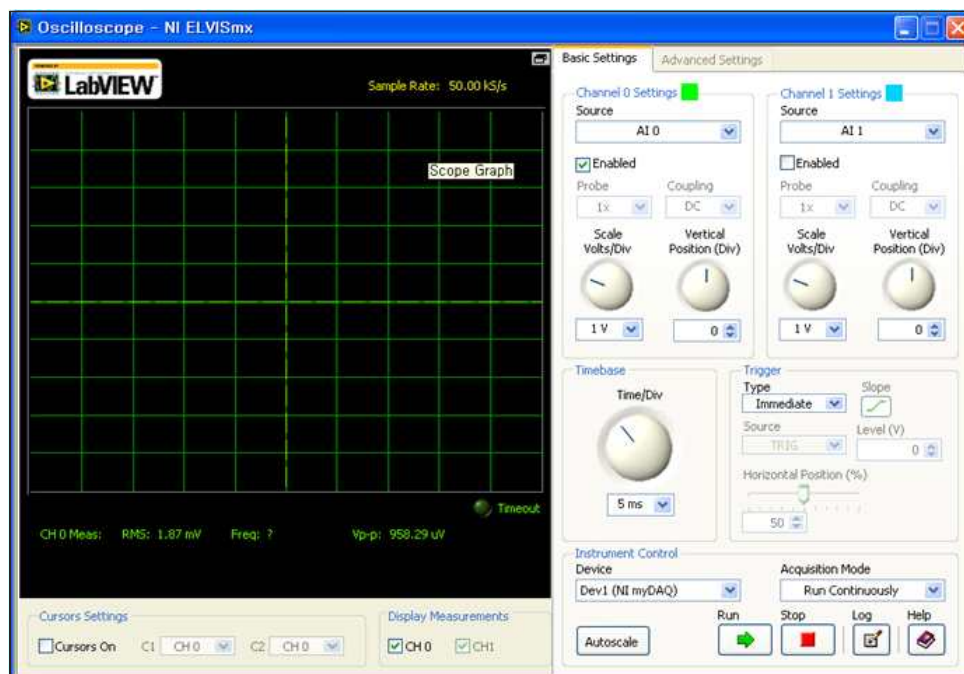 Oscilloscope - NI ELVISmx
LabVIEW
Sample Rate: 50.00 kS/s
Scope Graph
Timeout
CH 0 Meas: RMS: 1.87 mV Freq: ? Vp-p: 958.29 uV
Cursors Settings
Cursors On C1 CH 0 C2 CH 0
Display Measurements
CH 0 CH1
Basic Settings Advanced Settings
Channel 0 Settings
Source
AI 0
Enabled
Probe Coupling
1x DC
Scale Volts/Div
Vertical Position (Div)
1 V 0
Channel 1 Settings
Source
AI 1
Enabled
Probe Coupling
1x DC
Scale Volts/Div
Vertical Position (Div)
1 V 0
Timebase
Time/Div
5 ms
Trigger
Type
Immediate
Slope
Source
TRIG
Level (V)
0
Horizontal Position (%)
50
Instrument Control
Device
Dev1 (NI myDAQ)
Acquisition Mode
Run Continuously
Autoscale
Run Stop Log Help